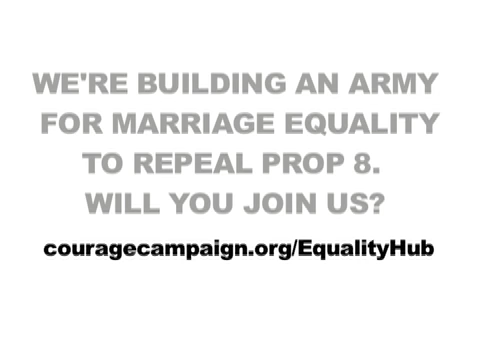 WE'RE BUILDING AN ARMY
FOR MARRIAGE EQUALITY
TO REPEAL PROP 8.
WILL YOU JOIN US?
couragecampaign.org/EqualityHub